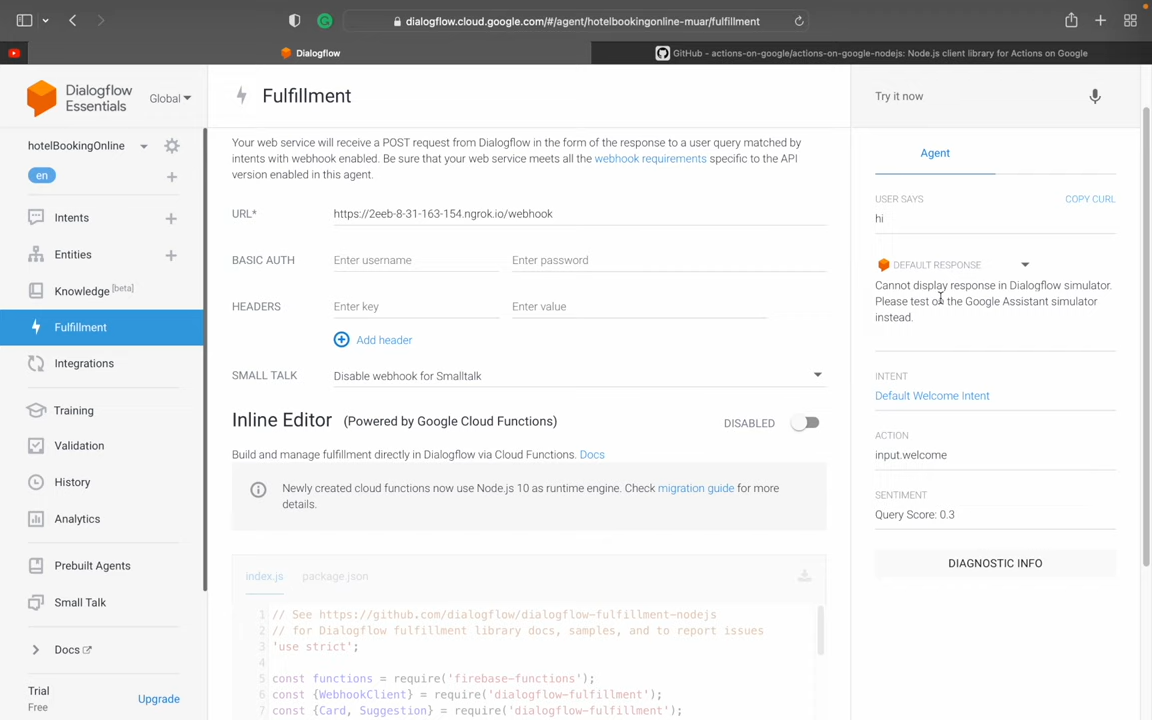 dialogflow.cloud.google.com/#/agent/hotelbookingonline-muar/fulfillment
Dialogflow
GitHub - actions-on-google/actions-on-google-nodejs: Node.js client library for Actions on Google
Dialogflow
Essentials
Global
hotelBookingOnline
en
Intents
Entities
Knowledge [beta]
Fulfillment
Integrations
Training
Validation
History
Analytics
Prebuilt Agents
Small Talk
Docs
Trial
Free
Upgrade
Fulfillment
Your web service will receive a POST request from Dialogflow in the form of the response to a user query matched by
intents with webhook enabled. Be sure that your web service meets all the webhook requirements specific to the API
version enabled in this agent.
URL* https://2eeb-8-31-163-154.ngrok.io/webhook
BASIC AUTH Enter username Enter password
HEADERS Enter key Enter value
Add header
SMALL TALK Disable webhook for Smalltalk
Inline Editor (Powered by Google Cloud Functions) DISABLED
Build and manage fulfillment directly in Dialogflow via Cloud Functions. Docs
Newly created cloud functions now use Node.js 10 as runtime engine. Check migration guide for more
details.
index.js package.json
1 // See https://github.com/dialogflow/dialogflow-fulfillment-nodejs
2 // for Dialogflow fulfillment library docs, samples, and to report issues
3 'use strict';
4
5 const functions = require('firebase-functions');
6 const {WebhookClient} = require('dialogflow-fulfillment');
7 const {Card, Suggestion} = require('dialogflow-fulfillment');
Try it now
Agent
USER SAYS COPY CURL
hi
DEFAULT RESPONSE
Cannot display response in Dialogflow simulator.
Please test on the Google Assistant simulator
instead.
INTENT
Default Welcome Intent
ACTION
input.welcome
SENTIMENT
Query Score: 0.3
DIAGNOSTIC INFO